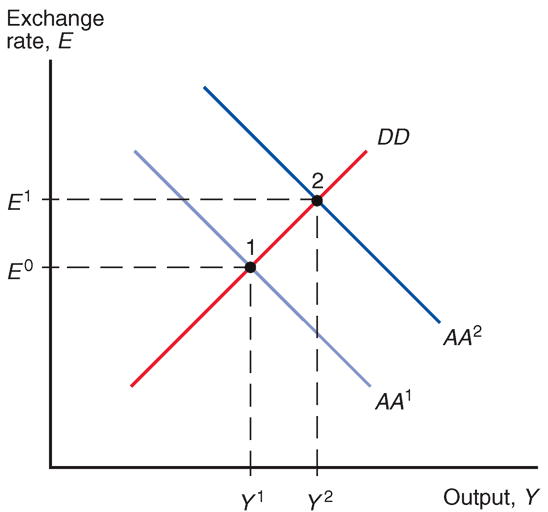 Exchange
rate, E
DD
2
E¹
1
E⁰
AA²
AA¹
Y¹
Y²
Output, Y